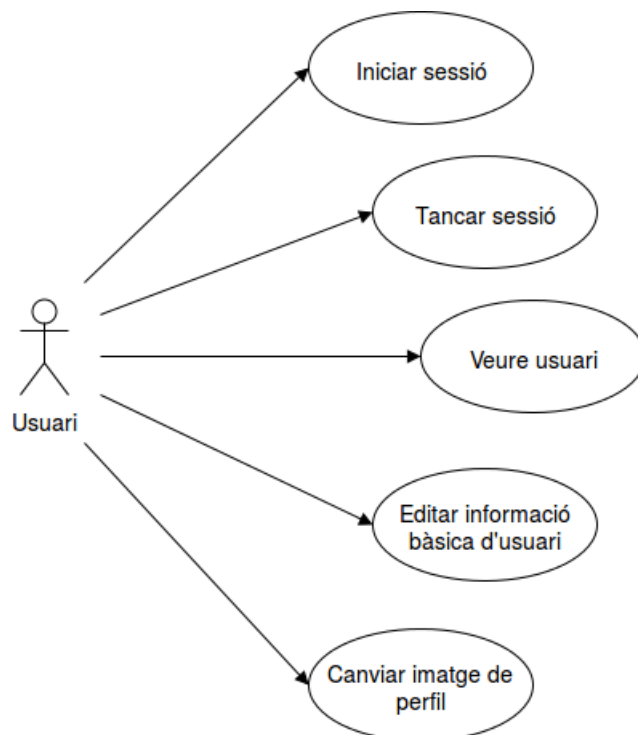 Iniciar sessió
Tancar sessió
Veure usuari
Usuari
Editar informació
bàsica d'usuari
Canviar imatge de
perfil